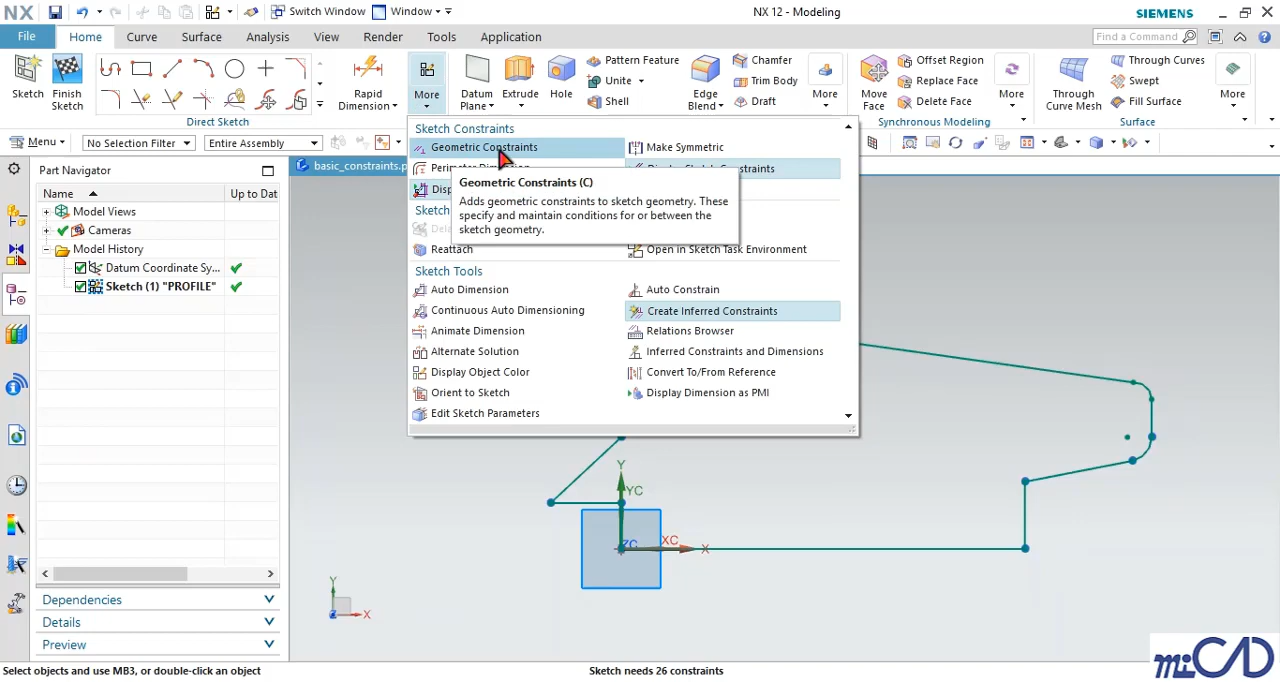 NX
Switch Window
Window
NX 12 - Modeling
SIEMENS
File
Home
Curve
Surface
Analysis
View
Render
Tools
Application
Find a Command
Sketch
Finish Sketch
Direct Sketch
Rapid Dimension
More
Datum Plane
Extrude
Hole
Pattern Feature
Unite
Shell
Edge Blend
Chamfer
Trim Body
Draft
More
Move Face
Offset Region
Replace Face
Delete Face
More
Synchronous Modeling
Through Curve Mesh
Through Curves
Swept
Fill Surface
More
Surface
Menu
No Selection Filter
Entire Assembly
Part Navigator
basic_constraints.p
Name
Up to Dat
Model Views
Cameras
Model History
Datum Coordinate Sy...
Sketch (1) "PROFILE"
Dependencies
Details
Preview
Sketch Constraints
Geometric Constraints
Make Symmetric
Geometric Constraints (C)
Adds geometric constraints to sketch geometry. These
specify and maintain conditions for or between the
sketch geometry.
Reattach
Open in Sketch Task Environment
Sketch Tools
Auto Dimension
Auto Constrain
Continuous Auto Dimensioning
Create Inferred Constraints
Animate Dimension
Relations Browser
Alternate Solution
Inferred Constraints and Dimensions
Display Object Color
Convert To/From Reference
Orient to Sketch
Display Dimension as PMI
Edit Sketch Parameters
Y
YC
ZC
XC
X
Y
Z
X
miCAD
Select objects and use MB3, or double-click an object
Sketch needs 26 constraints